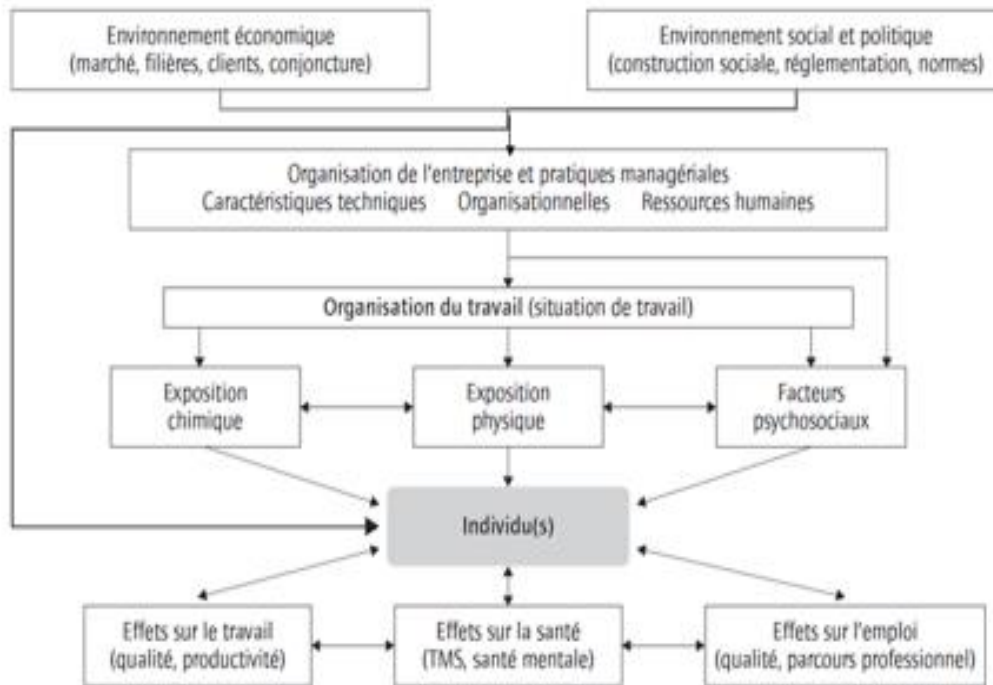 Environnement économique
(marché, filières, clients, conjoncture)
Environnement social et politique
(construction sociale, réglementation, normes)
Organisation de l'entreprise et pratiques managériales
Caractéristiques techniques Organisationnelles Ressources humaines
Organisation du travail (situation de travail)
Exposition
chimique
Exposition
physique
Facteurs
psychosociaux
Individu(s)
Effets sur le travail
(qualité, productivité)
Effets sur la santé
(TMS, santé mentale)
Effets sur l'emploi
(qualité, parcours professionnel)